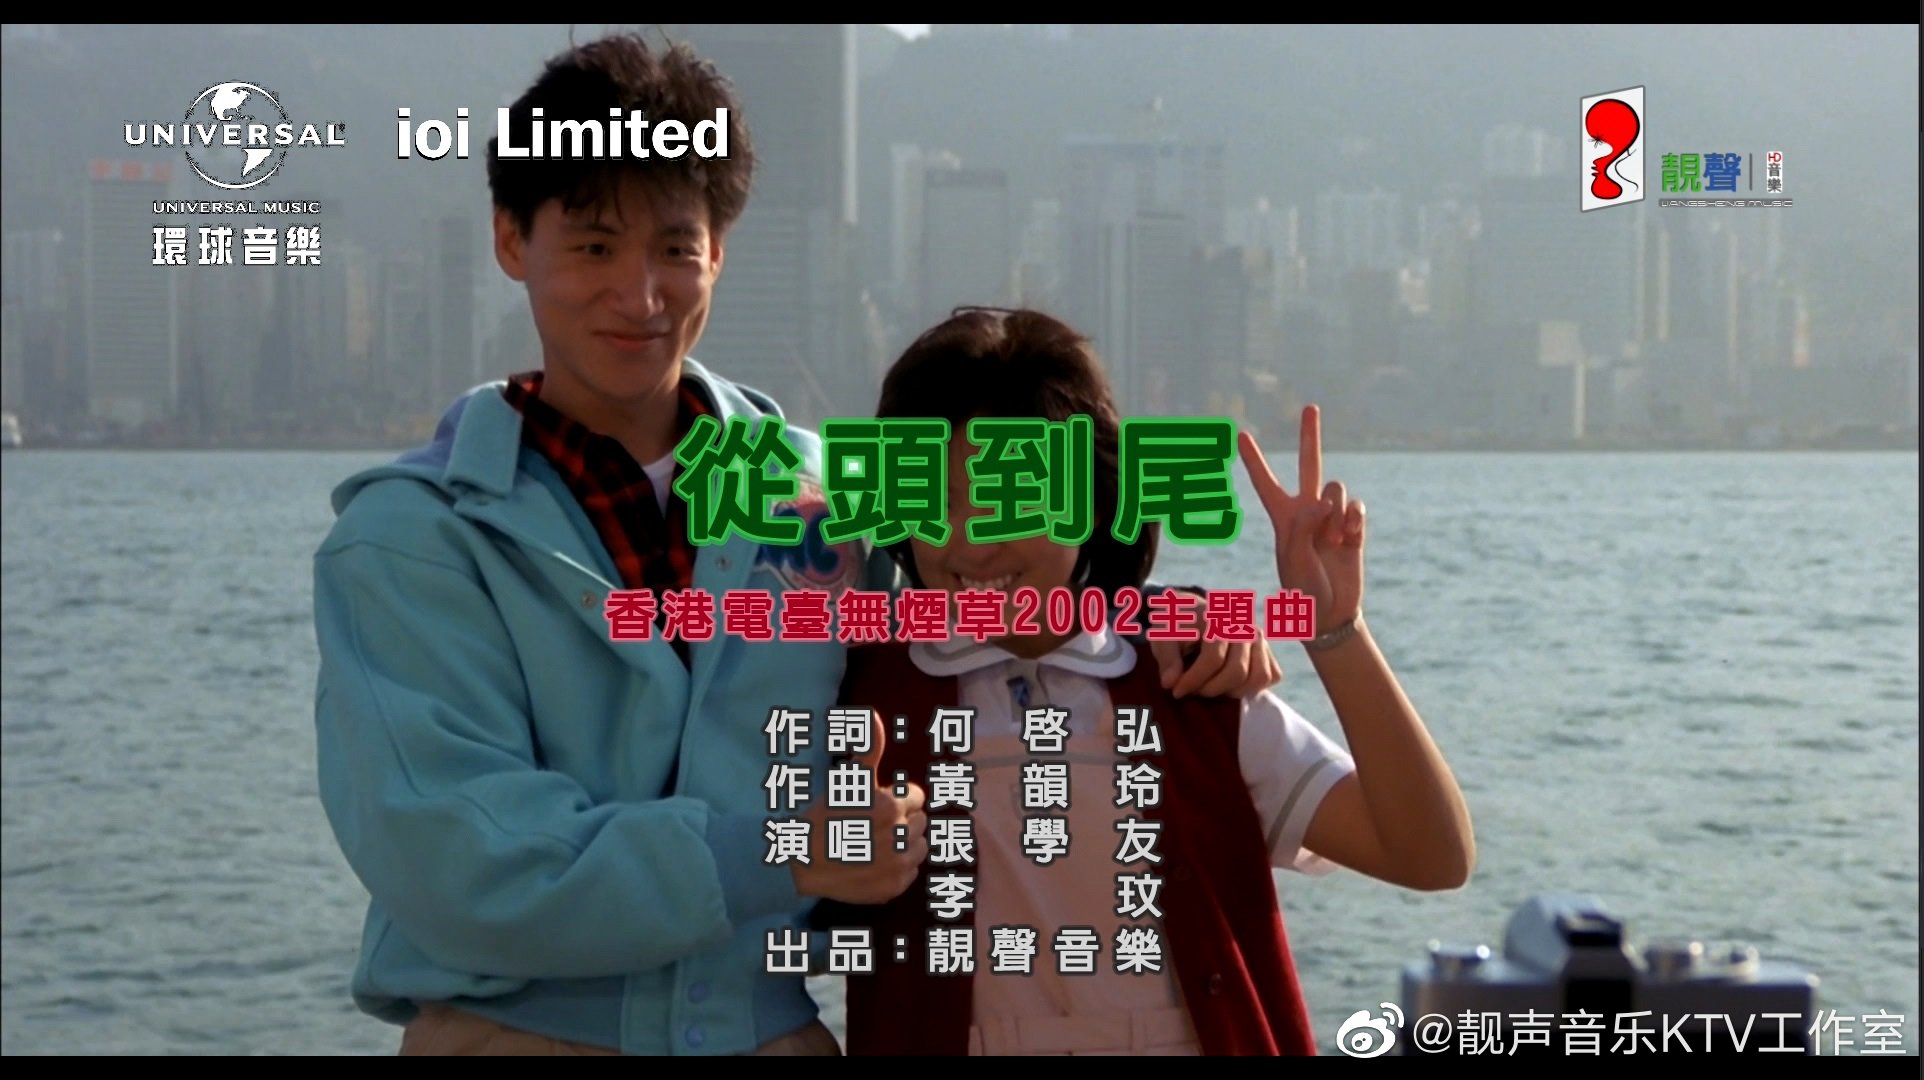 UNIVERSAL
UNIVERSAL MUSIC
環球音樂
ioi Limited
靚聲 HD音樂
LIANGSHENG MUSIC
從頭到尾
香港電臺無煙草2002主題曲
作詞：何啓弘
作曲：黃韻玲
演唱：張學友
李玟
出品：靚聲音樂
@靓声音乐KTV工作室